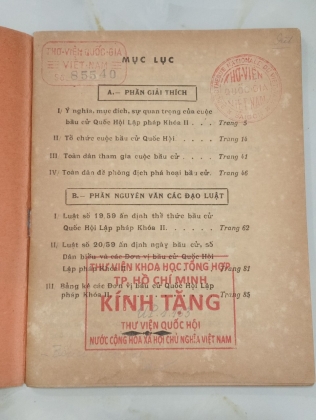 THƯ-VIỆN QUỐC-GIA
VIỆT-NAM
85540
THƯ-VIỆN
MỤC LỤC
A.— PHẦN GIẢI THÍCH
I- Ý nghĩa, mục đích, sự quan trọng của cuộc
bầu cử Quốc Hội Lập pháp Khóa II . . . . Trang 5
II- Tổ chức cuộc bầu cử Quốc Hội . . . . . Trang 14
III- Toàn dân tham gia cuộc bầu cử . . . . . Trang 41
IV- Toàn dân đề phòng địch phá hoại bầu cử. Trang 46
B.— PHẦN NGUYÊN VĂN CÁC ĐẠO LUẬT
I- Luật số 19/59 ấn định thể thức bầu cử
Quốc Hội Lập pháp Khóa II. . . . . . . Trang 62
II. Luật số 20/59 ấn định ngày bầu cử, số
Dân biểu và các Đơn vị bầu cử Quốc Hội
Lập pháp Khóa II Trang 81
III- Bảng kê các Đơn vị bầu cử Quốc Hội Lập
pháp Khóa II. Trang 85
THƯ VIỆN KHOA HỌC TỔNG HỢP
TP. HỒ CHÍ MINH
KÍNH TẶNG
THƯ VIỆN QUỐC HỘI
NƯỚC CỘNG HÒA XÃ HỘI CHỦ NGHĨA VIỆT NAM